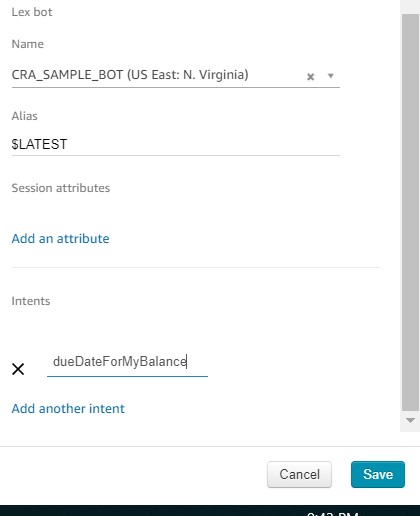 Lex bot
Name
CRA_SAMPLE_BOT (US East: N. Virginia)
Alias
$LATEST
Session attributes
Add an attribute
Intents
dueDateForMyBalance
Add another intent
Cancel
Save